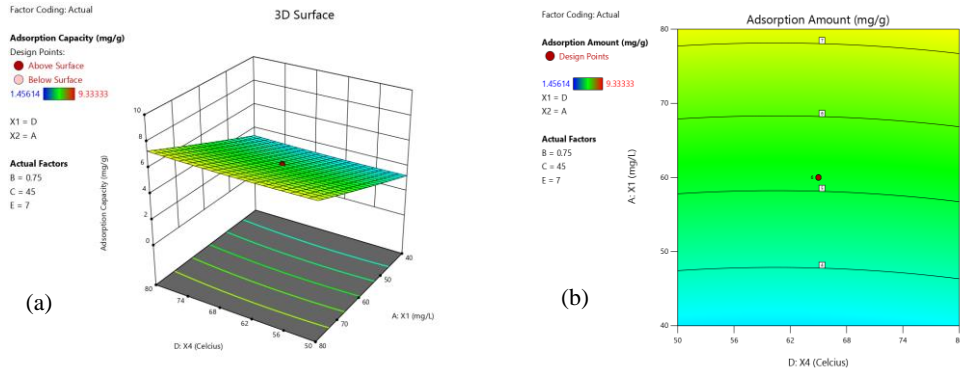 Factor Coding: Actual
3D Surface
Adsorption Capacity (mg/g)
Design Points:
Above Surface
Below Surface
1.45614 9.33333
X1 = D
X2 = A
Actual Factors
B = 0.75
C = 45
E = 7
10
8
6
4
2
0
Adsorption Capacity (mg/g)
80
74
68
62
56
50
D: X4 (Celcius)
40
50
60
70
80
A: X1 (mg/L)
(a)
Factor Coding: Actual
Adsorption Amount (mg/g)
Adsorption Amount (mg/g)
Design Points
1.45614 9.33333
X1 = D
X2 = A
Actual Factors
B = 0.75
C = 45
E = 7
80
70
60
50
40
A: X1 (mg/L)
50
56
62
68
74
80
D: X4 (Celcius)
(b)